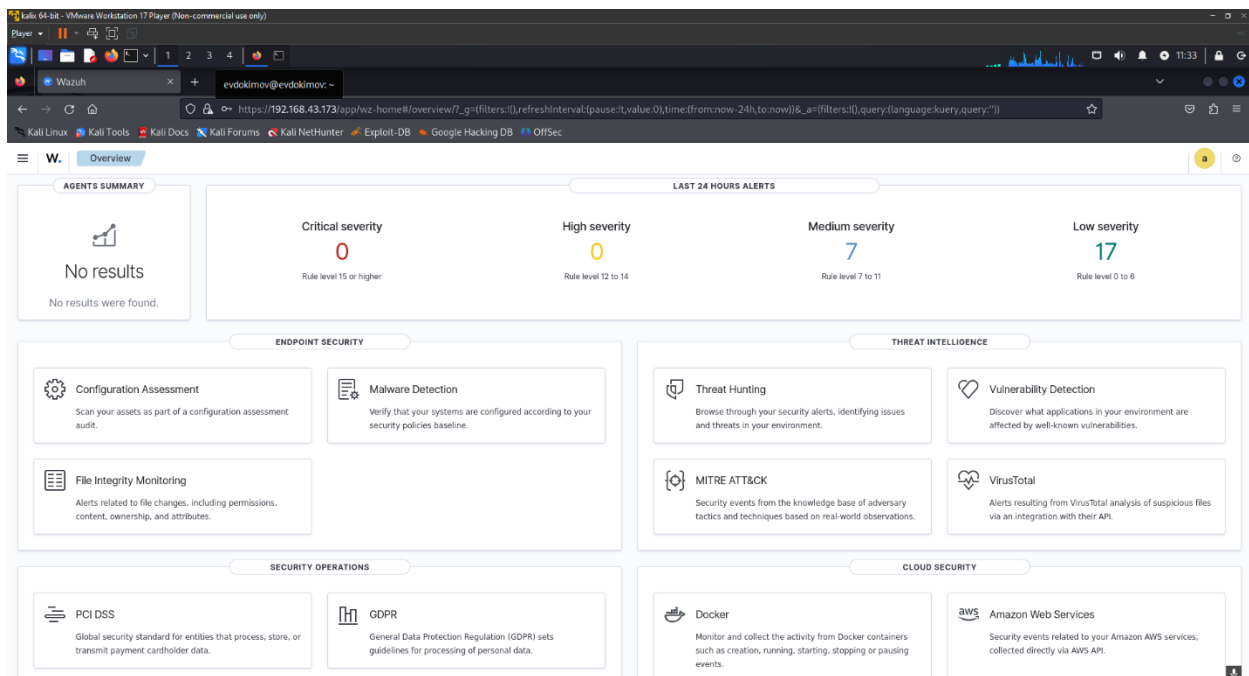 kalix 64-bit - VMware Workstation 17 Player (Non-commercial use only)
Player
1 2 3 4
11:33
Wazuh
evdokimov@evdokimov: ~
https://192.168.43.173/app/wz-home#/overview/?_g=(filters:!(),refreshInterval:(pause:!t,value:0),time:(from:now-24h,to:now))&_a=(filters:!(),query:(language:kuery,query:''))
Kali Linux Kali Tools Kali Docs Kali Forums Kali NetHunter Exploit-DB Google Hacking DB OffSec
W. Overview a
AGENTS SUMMARY
No results
No results were found.
LAST 24 HOURS ALERTS
Critical severity
0
Rule level 15 or higher
High severity
0
Rule level 12 to 14
Medium severity
7
Rule level 7 to 11
Low severity
17
Rule level 0 to 6
ENDPOINT SECURITY
Configuration Assessment
Scan your assets as part of a configuration assessment
audit.
Malware Detection
Verify that your systems are configured according to your
security policies baseline.
File Integrity Monitoring
Alerts related to file changes, including permissions,
content, ownership, and attributes.
THREAT INTELLIGENCE
Threat Hunting
Browse through your security alerts, identifying issues
and threats in your environment.
Vulnerability Detection
Discover what applications in your environment are
affected by well-known vulnerabilities.
MITRE ATT&CK
Security events from the knowledge base of adversary
tactics and techniques based on real-world observations.
VirusTotal
Alerts resulting from VirusTotal analysis of suspicious files
via an integration with their API.
SECURITY OPERATIONS
PCI DSS
Global security standard for entities that process, store, or
transmit payment cardholder data.
GDPR
General Data Protection Regulation (GDPR) sets
guidelines for processing of personal data.
CLOUD SECURITY
Docker
Monitor and collect the activity from Docker containers
such as creation, running, starting, stopping or pausing
events.
aws
Amazon Web Services
Security events related to your Amazon AWS services,
collected directly via AWS API.